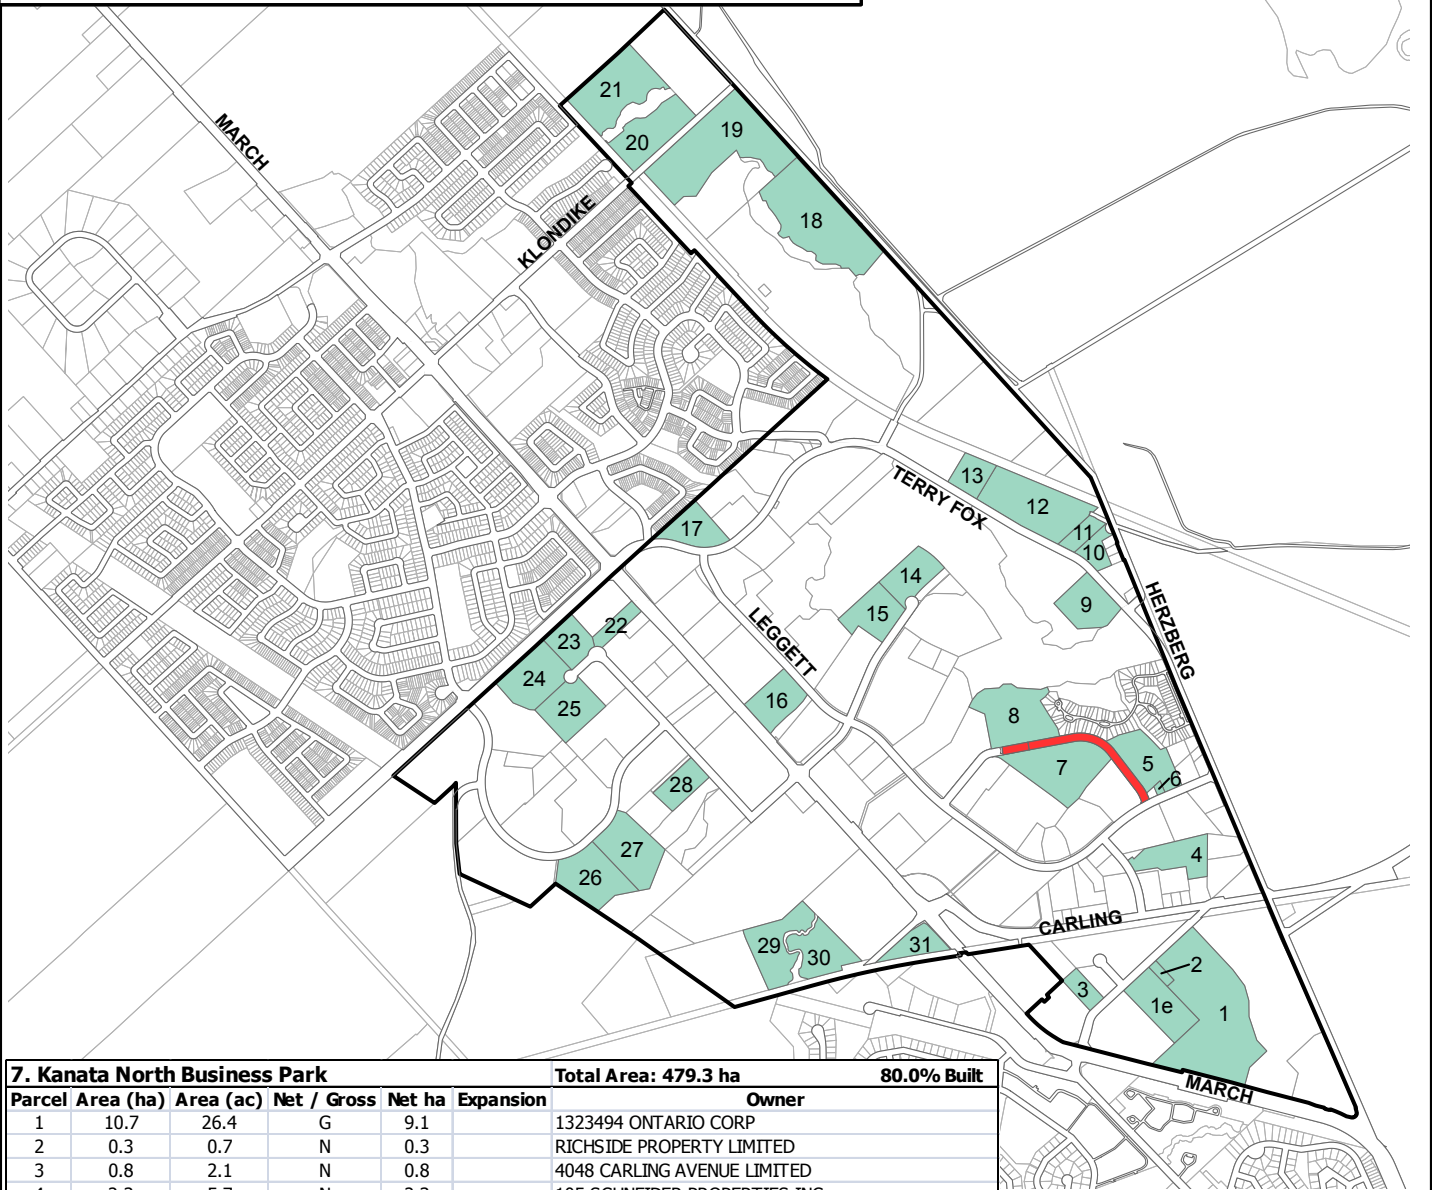 MARCH
KLONDIKE
21
20
19
18
TERRY FOX
13
12
11
10
9
HERZBERG
17
14
15
LEGGETT
16
22
23
24
25
8
7
5
6
4
28
27
26
29
30
31
CARLING
3
2
1e
1
MARCH
7. Kanata North Business Park Total Area: 479.3 ha 80.0% Built
Parcel Area (ha) Area (ac) Net / Gross Net ha Expansion Owner
1 10.7 26.4 G 9.1 1323494 ONTARIO CORP
2 0.3 0.7 N 0.3 RICHSIDE PROPERTY LIMITED
3 0.8 2.1 N 0.8 4048 CARLING AVENUE LIMITED